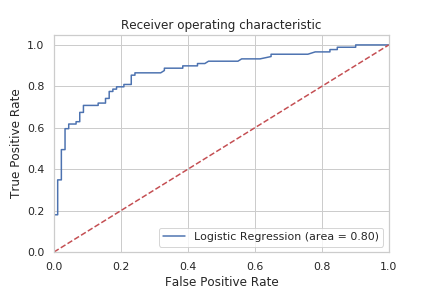 Receiver operating characteristic
1.0
0.8
0.6
0.4
0.2
0.0
True Positive Rate
Logistic Regression (area = 0.80)
0.0 0.2 0.4 0.6 0.8 1.0
False Positive Rate